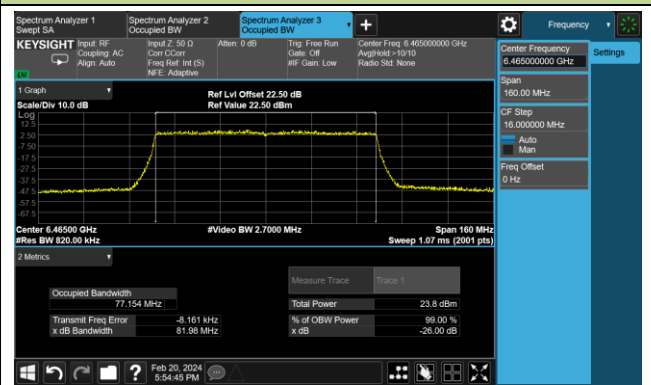 Spectrum Analyzer 1
Swept SA
Spectrum Analyzer 2
Occupied BW
Spectrum Analyzer 3
Occupied BW
Frequency
KEYSIGHT
Input: RF
Coupling: AC
Align: Auto
Input Z: 50 Ω
Corr CCorr
Freq Ref: Int (S)
NFE: Adaptive
Atten: 0 dB
Trig: Free Run
Gate: Off
#IF Gain: Low
Center Freq: 6.465000000 GHz
Avg|Hold:>10/10
Radio Std: None
LXI
Center Frequency
6.465000000 GHz
Settings
Span
160.00 MHz
CF Step
16.000000 MHz
Auto
Man
Freq Offset
0 Hz
1 Graph
Scale/Div 10.0 dB
Ref Lvl Offset 22.50 dB
Ref Value 22.50 dBm
Log
12.5
2.50
-7.50
-17.5
-27.5
-37.5
-47.5
-57.5
-67.5
Center 6.46500 GHz
#Res BW 820.00 kHz
#Video BW 2.7000 MHz
Span 160 MHz
Sweep 1.07 ms (2001 pts)
2 Metrics
Measure Trace
Trace 1
Occupied Bandwidth
77.154 MHz
Total Power
23.8 dBm
Transmit Freq Error
-8.161 kHz
% of OBW Power
99.00 %
x dB Bandwidth
81.98 MHz
x dB
-26.00 dB
Feb 20, 2024
5:54:45 PM